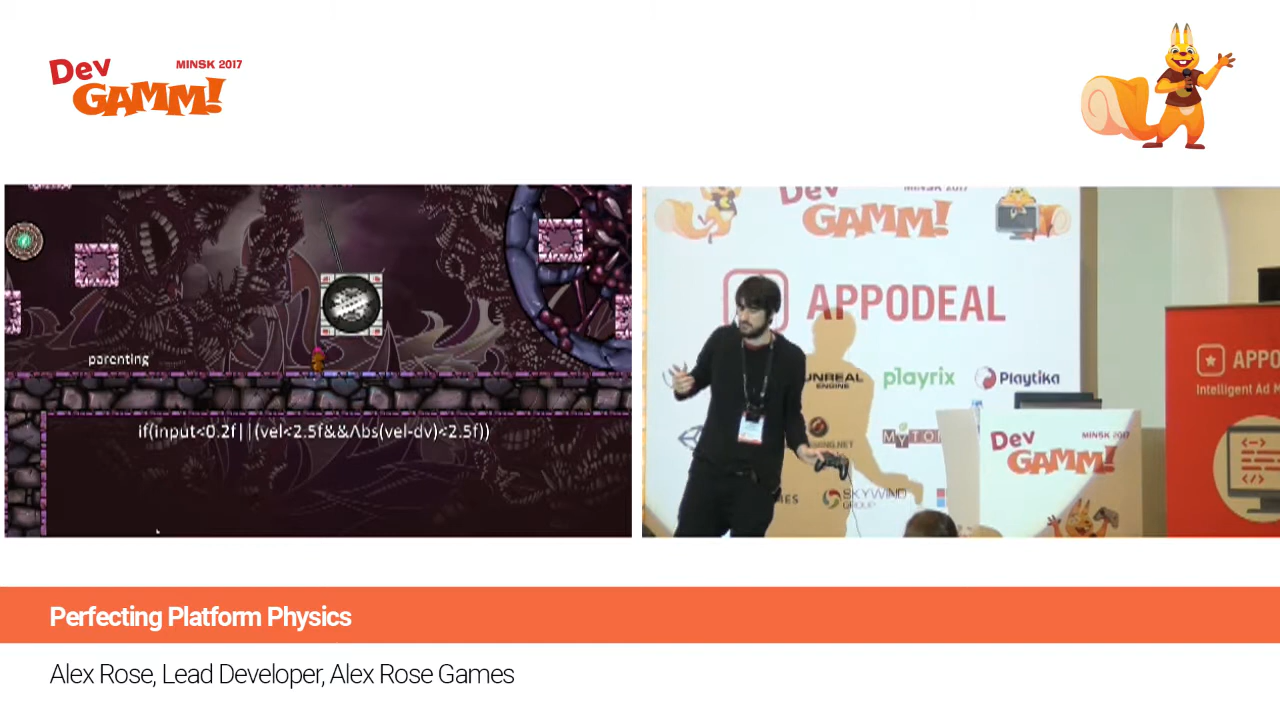 Dev
GAMM!
MINSK 2017
parenting
if(input<0.2f||(vel<2.5f&&Abs(vel-dv)<2.5f))
Dev
GAMM!
MINSK 2017
APPODEAL
UNREAL
ENGINE
playrix
Playtika
SKYWIND
GROUP
Dev
GAMM!
MINSK 2017
Intelligent Ad
Perfecting Platform Physics
Alex Rose, Lead Developer, Alex Rose Games